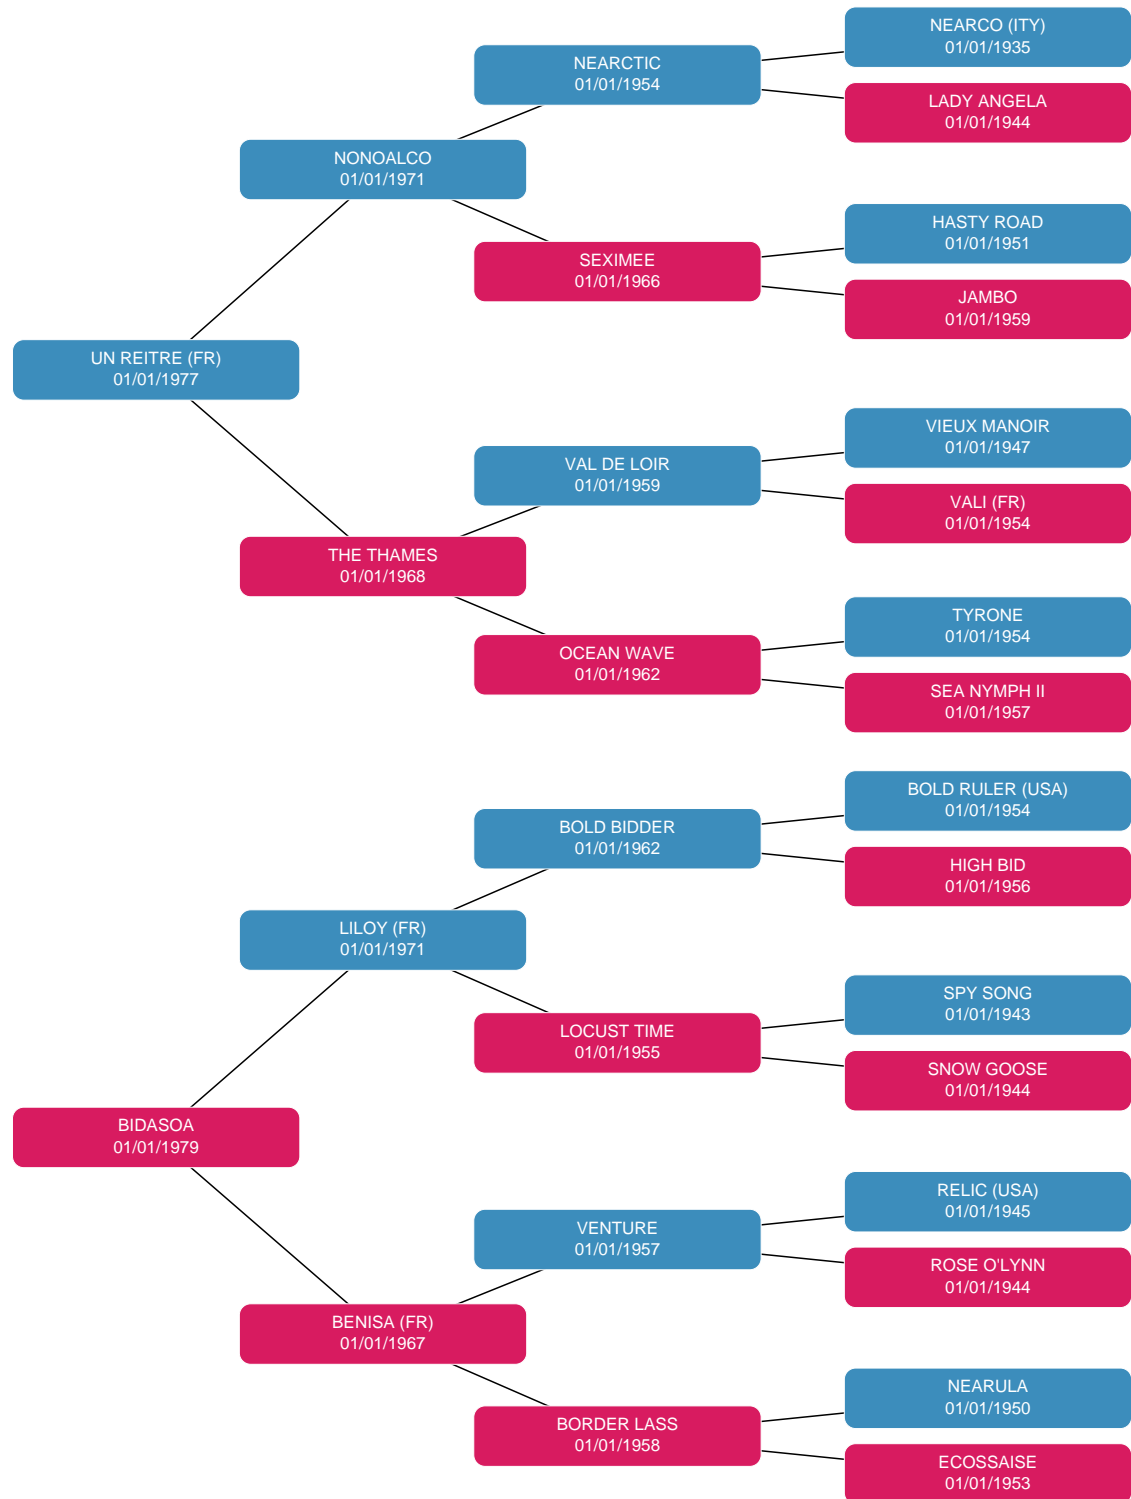 NEARCO (ITY)
01/01/1935
NEARCTIC
01/01/1954
LADY ANGELA
01/01/1944
NONOALCO
01/01/1971
HASTY ROAD
01/01/1951
SEXIMEE
01/01/1966
JAMBO
01/01/1959
UN REITRE (FR)
01/01/1977
VIEUX MANOIR
01/01/1947
VAL DE LOIR
01/01/1959
VALI (FR)
01/01/1954
THE THAMES
01/01/1968
TYRONE
01/01/1954
OCEAN WAVE
01/01/1962
SEA NYMPH II
01/01/1957
BOLD RULER (USA)
01/01/1954
BOLD BIDDER
01/01/1962
HIGH BID
01/01/1956
LILOY (FR)
01/01/1971
SPY SONG
01/01/1943
LOCUST TIME
01/01/1955
SNOW GOOSE
01/01/1944
BIDASOA
01/01/1979
RELIC (USA)
01/01/1945
VENTURE
01/01/1957
ROSE O'LYNN
01/01/1944
BENISA (FR)
01/01/1967
NEARULA
01/01/1950
BORDER LASS
01/01/1958
ECOSSAISE
01/01/1953